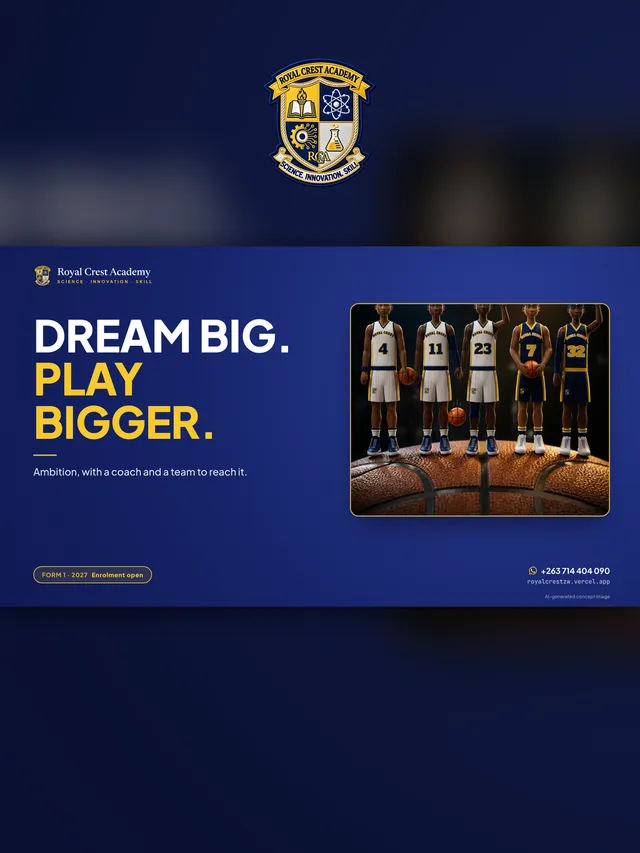 ROYAL CREST ACADEMY
RCA
SCIENCE. INNOVATION. SKILL
Royal Crest Academy
SCIENCE · INNOVATION · SKILL
DREAM BIG.
PLAY
BIGGER.
Ambition, with a coach and a team to reach it.
4
11
23
7
32
FORM 1 · 2027 Enrolment open
+263 714 404 090
royalcrestzw.vercel.app
AI-generated concept image